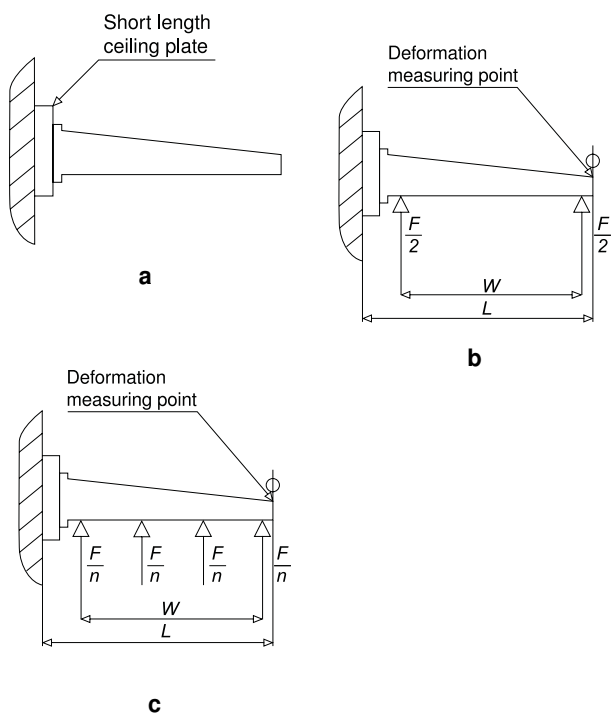 Short length
ceiling plate
a
Deformation
measuring point
F
2
F
2
W
L
b
Deformation
measuring point
F
n
F
n
F
n
F
n
W
L
c